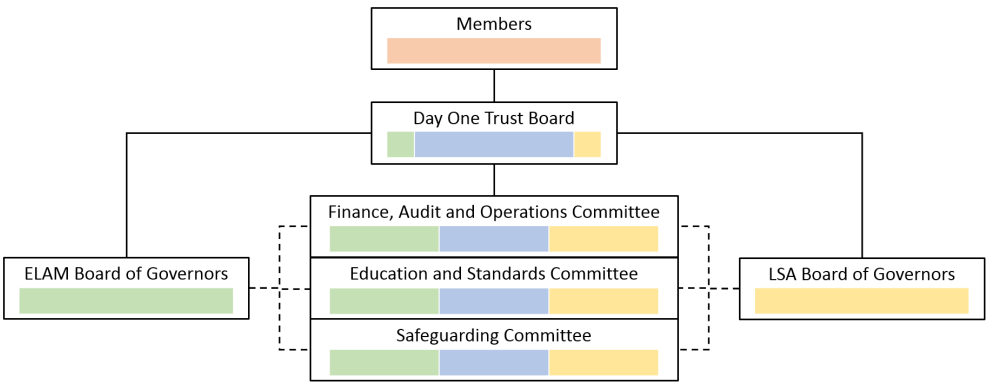 Members
Day One Trust Board
Finance, Audit and Operations Committee
ELAM Board of Governors
Education and Standards Committee
LSA Board of Governors
Safeguarding Committee